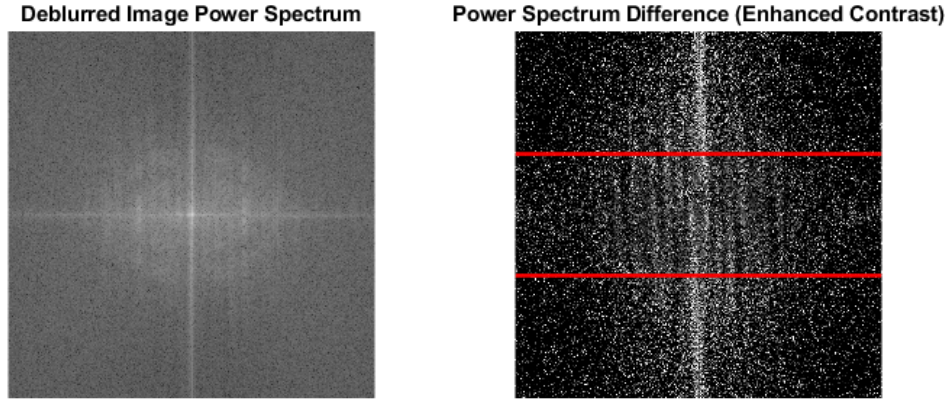 Deblurred Image Power Spectrum
Power Spectrum Difference (Enhanced Contrast)